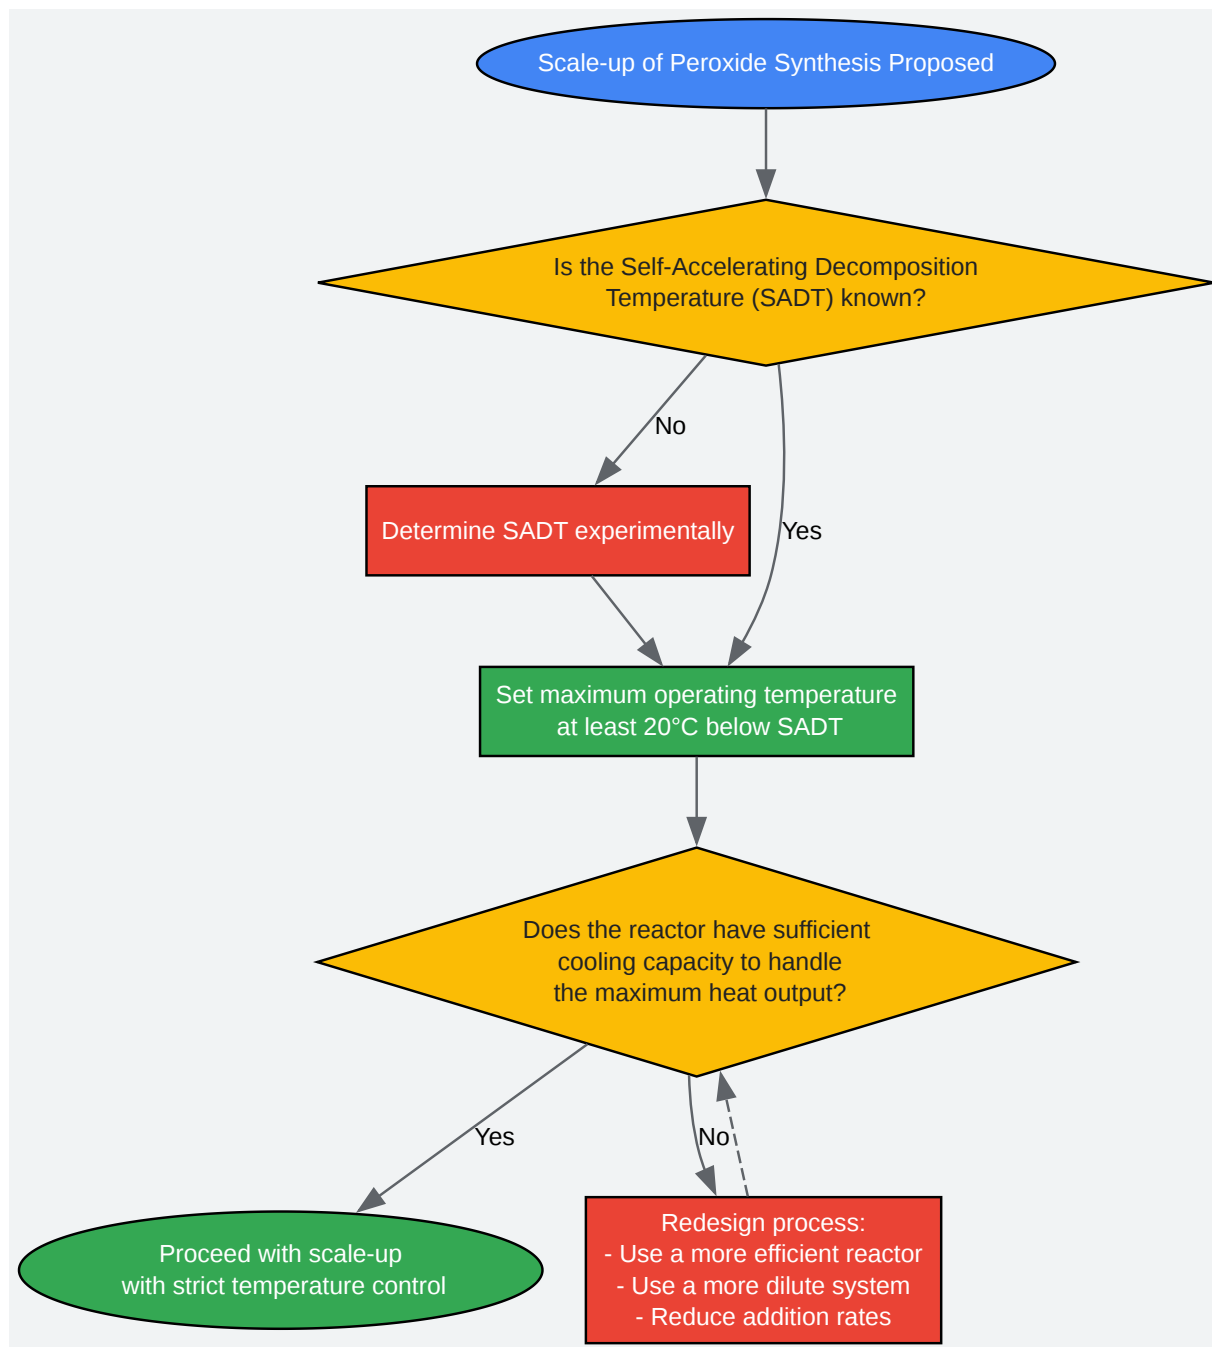 Scale-up of Peroxide Synthesis Proposed
Is the Self-Accelerating Decomposition
Temperature (SADT) known?
No
Determine SADT experimentally
Yes
Set maximum operating temperature
at least 20°C below SADT
Does the reactor have sufficient
cooling capacity to handle
the maximum heat output?
Yes
No
Proceed with scale-up
with strict temperature control
Redesign process:
- Use a more efficient reactor
- Use a more dilute system
- Reduce addition rates